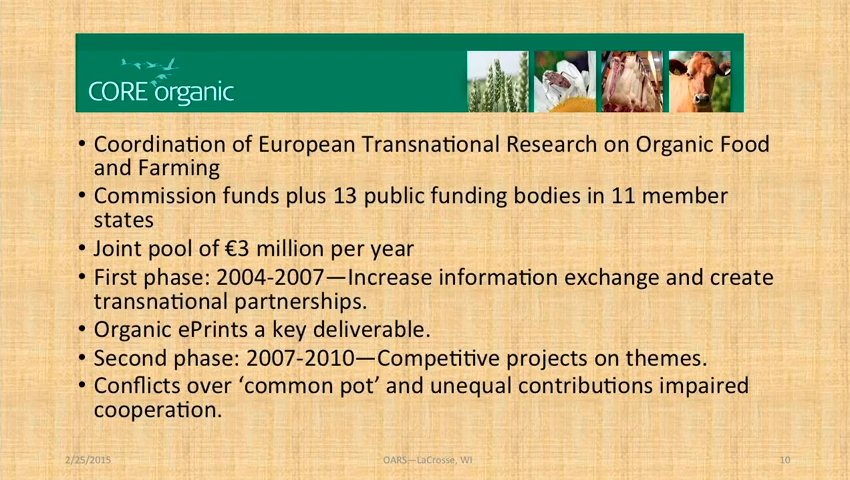 CORE organic
• Coordination of European Transnational Research on Organic Food
and Farming
• Commission funds plus 13 public funding bodies in 11 member
states
• Joint pool of €3 million per year
• First phase: 2004-2007—Increase information exchange and create
transnational partnerships.
• Organic ePrints a key deliverable.
• Second phase: 2007-2010—Competitive projects on themes.
• Conflicts over ‘common pot’ and unequal contributions impaired
cooperation.
2/25/2015 OARS—LaCrosse, WI 10